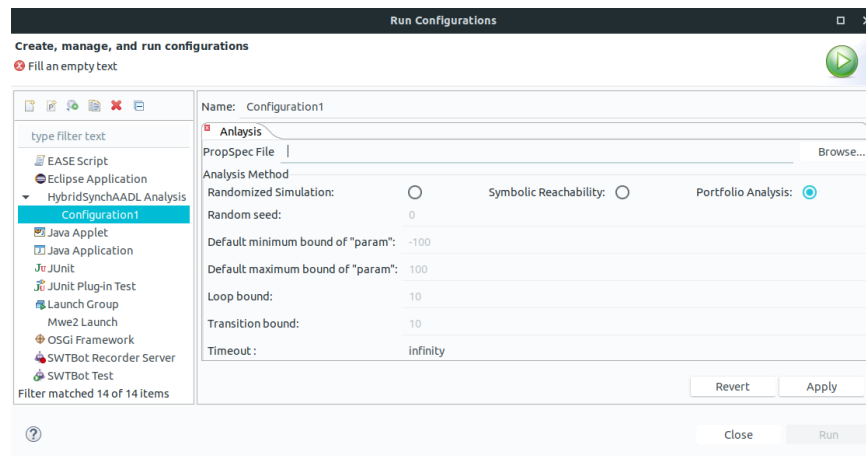 Run Configurations
Create, manage, and run configurations
Fill an empty text
type filter text
EASE Script
Eclipse Application
HybridSynchAADL Analysis
Configuration1
Java Applet
Java Application
JUnit
JUnit Plug-in Test
Launch Group
Mwe2 Launch
OSGi Framework
SWTBot Recorder Server
SWTBot Test
Filter matched 14 of 14 items
Name: Configuration1
Anlaysis
PropSpec File Browse...
Analysis Method
Randomized Simulation: Symbolic Reachability: Portfolio Analysis:
Random seed: 0
Default minimum bound of "param": -100
Default maximum bound of "param": 100
Loop bound: 10
Transition bound: 10
Timeout : infinity
Revert Apply
Close Run